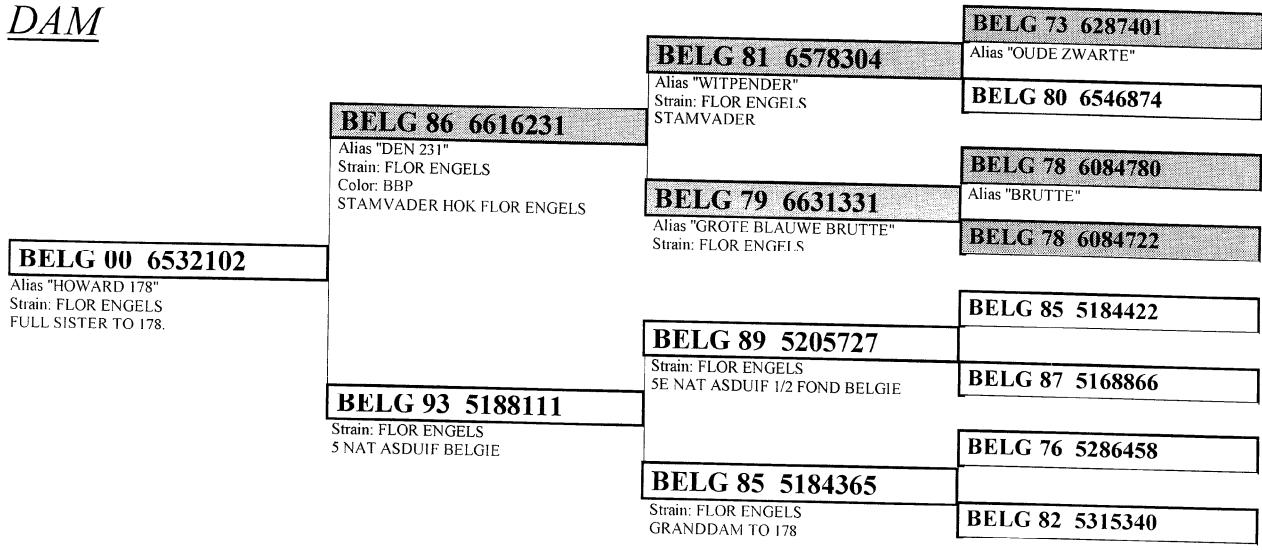 DAM
BELG 00 6532102
Alias "HOWARD 178"
Strain: FLOR ENGELS
FULL SISTER TO 178.
BELG 86 6616231
Alias "DEN 231"
Strain: FLOR ENGELS
Color: BBP
STAMVADER HOK FLOR ENGELS
BELG 93 5188111
Strain: FLOR ENGELS
5 NAT ASDUIF BELGIE
BELG 81 6578304
Alias "WITPENDER"
Strain: FLOR ENGELS
STAMVADER
BELG 79 6631331
Alias "GROTE BLAUWE BRUTTE"
Strain: FLOR ENGELS
BELG 89 5205727
Strain: FLOR ENGELS
5E NAT ASDUIF 1/2 FOND BELGIE
BELG 85 5184365
Strain: FLOR ENGELS
GRANDDAM TO 178
BELG 73 6287401
Alias "OUDE ZWARTE"
BELG 80 6546874
BELG 78 6084780
Alias "BRUTTE"
BELG 78 6084722
BELG 85 5184422
BELG 87 5168866
BELG 76 5286458
BELG 82 5315340